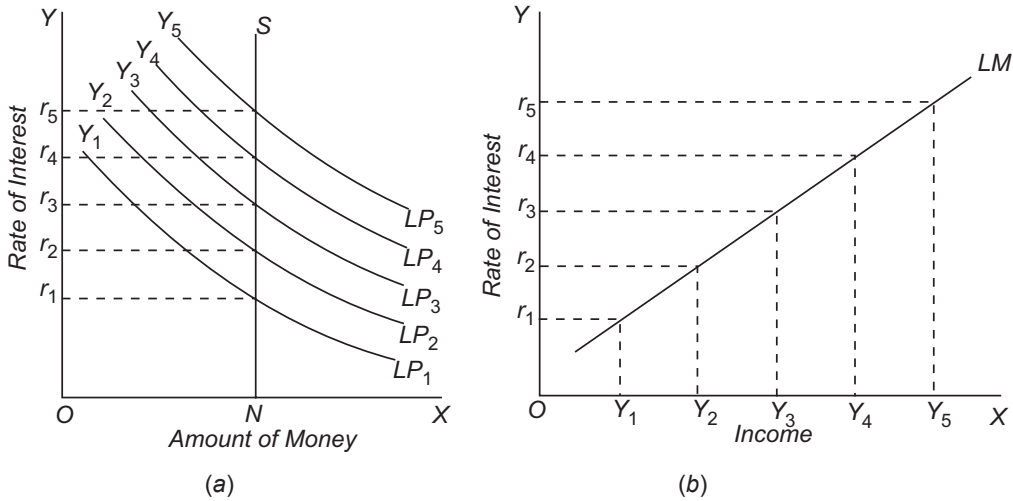 Y
S
Y5
Y4
Y3
Y2
Y1
r5
r4
r3
r2
r1
Rate of Interest
LP5
LP4
LP3
LP2
LP1
O
N
X
Amount of Money
(a)
Y
LM
r5
r4
r3
r2
r1
Rate of Interest
O
Y1
Y2
Y3
Y4
Y5
X
Income
(b)